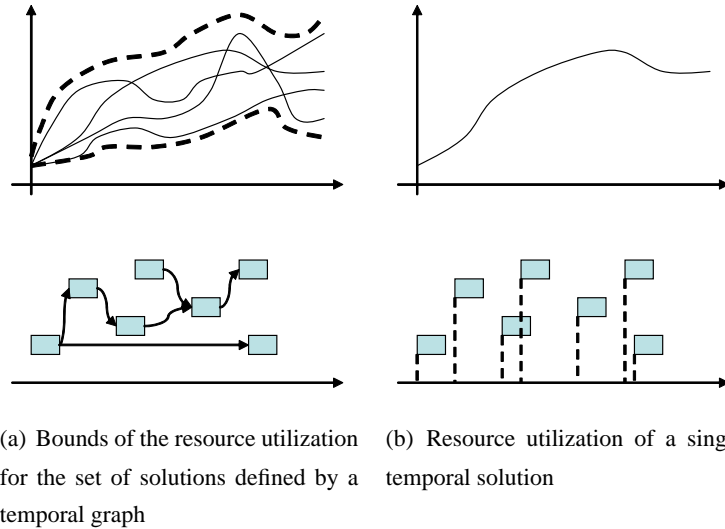 (a) Bounds of the resource utilization
for the set of solutions defined by a
temporal graph
(b) Resource utilization of a sing
temporal solution